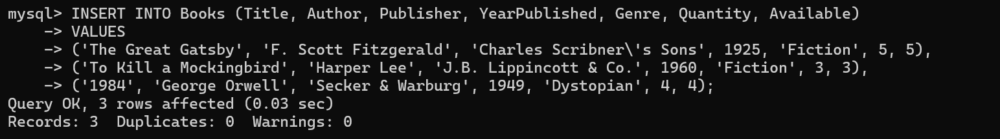 mysql> INSERT INTO Books (Title, Author, Publisher, YearPublished, Genre, Quantity, Available)
    -> VALUES
    -> ('The Great Gatsby', 'F. Scott Fitzgerald', 'Charles Scribner\'s Sons', 1925, 'Fiction', 5, 5),
    -> ('To Kill a Mockingbird', 'Harper Lee', 'J.B. Lippincott & Co.', 1960, 'Fiction', 3, 3),
    -> ('1984', 'George Orwell', 'Secker & Warburg', 1949, 'Dystopian', 4, 4);
Query OK, 3 rows affected (0.03 sec)
Records: 3  Duplicates: 0  Warnings: 0